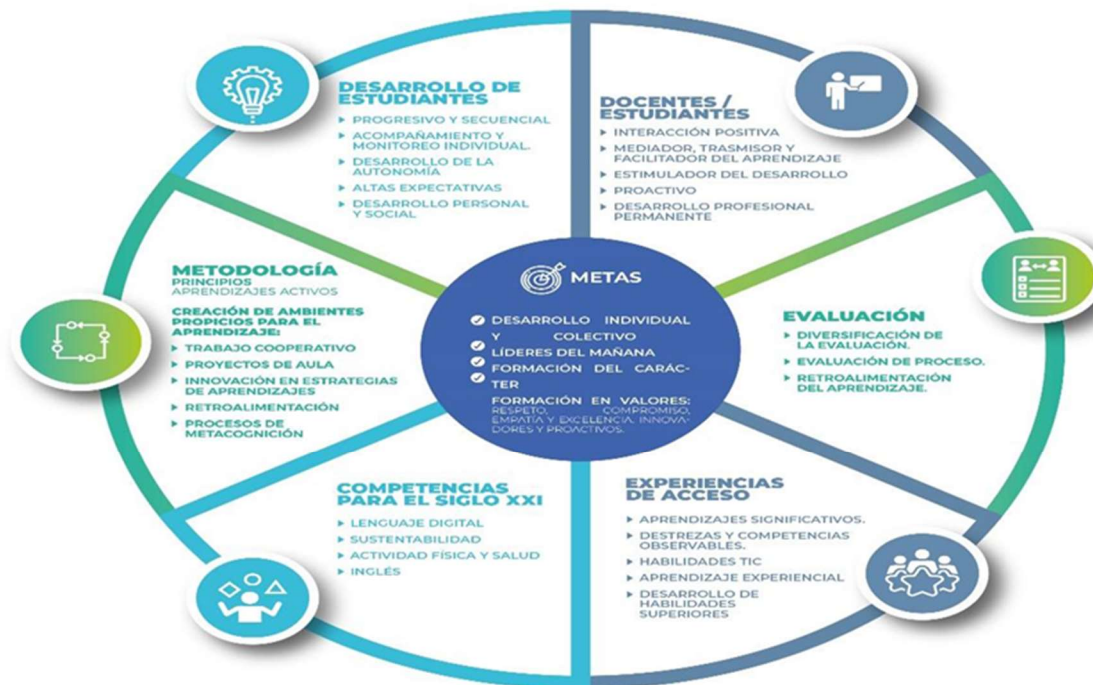 DESARROLLO DE
ESTUDIANTES
PROGRESIVO Y SECUENCIAL
ACOMPAÑAMIENTO Y
MONITOREO INDIVIDUAL.
DESARROLLO DE LA
AUTONOMÍA
ALTAS EXPECTATIVAS
DESARROLLO PERSONAL
Y SOCIAL
DOCENTES /
ESTUDIANTES
INTERACCIÓN POSITIVA
MEDIADOR, TRASMISOR Y
FACILITADOR DEL APRENDIZAJE
ESTIMULADOR DEL DESARROLLO
PROACTIVO
DESARROLLO PROFESIONAL
PERMANENTE
METODOLOGÍA
PRINCIPIOS
APRENDIZAJES ACTIVOS
CREACIÓN DE AMBIENTES
PROPICIOS PARA EL
APRENDIZAJE:
TRABAJO COOPERATIVO
PROYECTOS DE AULA
INNOVACIÓN EN ESTRATEGIAS
DE APRENDIZAJES
RETROALIMENTACIÓN
PROCESOS DE
METACOGNICIÓN
METAS
DESARROLLO INDIVIDUAL
Y COLECTIVO
LÍDERES DEL MAÑANA
FORMACIÓN DEL CARÁC-
TER
FORMACIÓN EN VALORES:
RESPETO, COMPROMISO,
EMPATÍA Y EXCELENCIA. INNOVA-
DORES Y PROACTIVOS.
EVALUACIÓN
DIVERSIFICACIÓN DE
LA EVALUACIÓN.
EVALUACIÓN DE PROCESO.
RETROALIMENTACIÓN
DEL APRENDIZAJE.
COMPETENCIAS
PARA EL SIGLO XXI
LENGUAJE DIGITAL
SUSTENTABILIDAD
ACTIVIDAD FÍSICA Y SALUD
INGLÉS
EXPERIENCIAS
DE ACCESO
APRENDIZAJES SIGNIFICATIVOS.
DESTREZAS Y COMPETENCIAS
OBSERVABLES.
HABILIDADES TIC
APRENDIZAJE EXPERIENCIAL
DESARROLLO DE
HABILIDADES
SUPERIORES